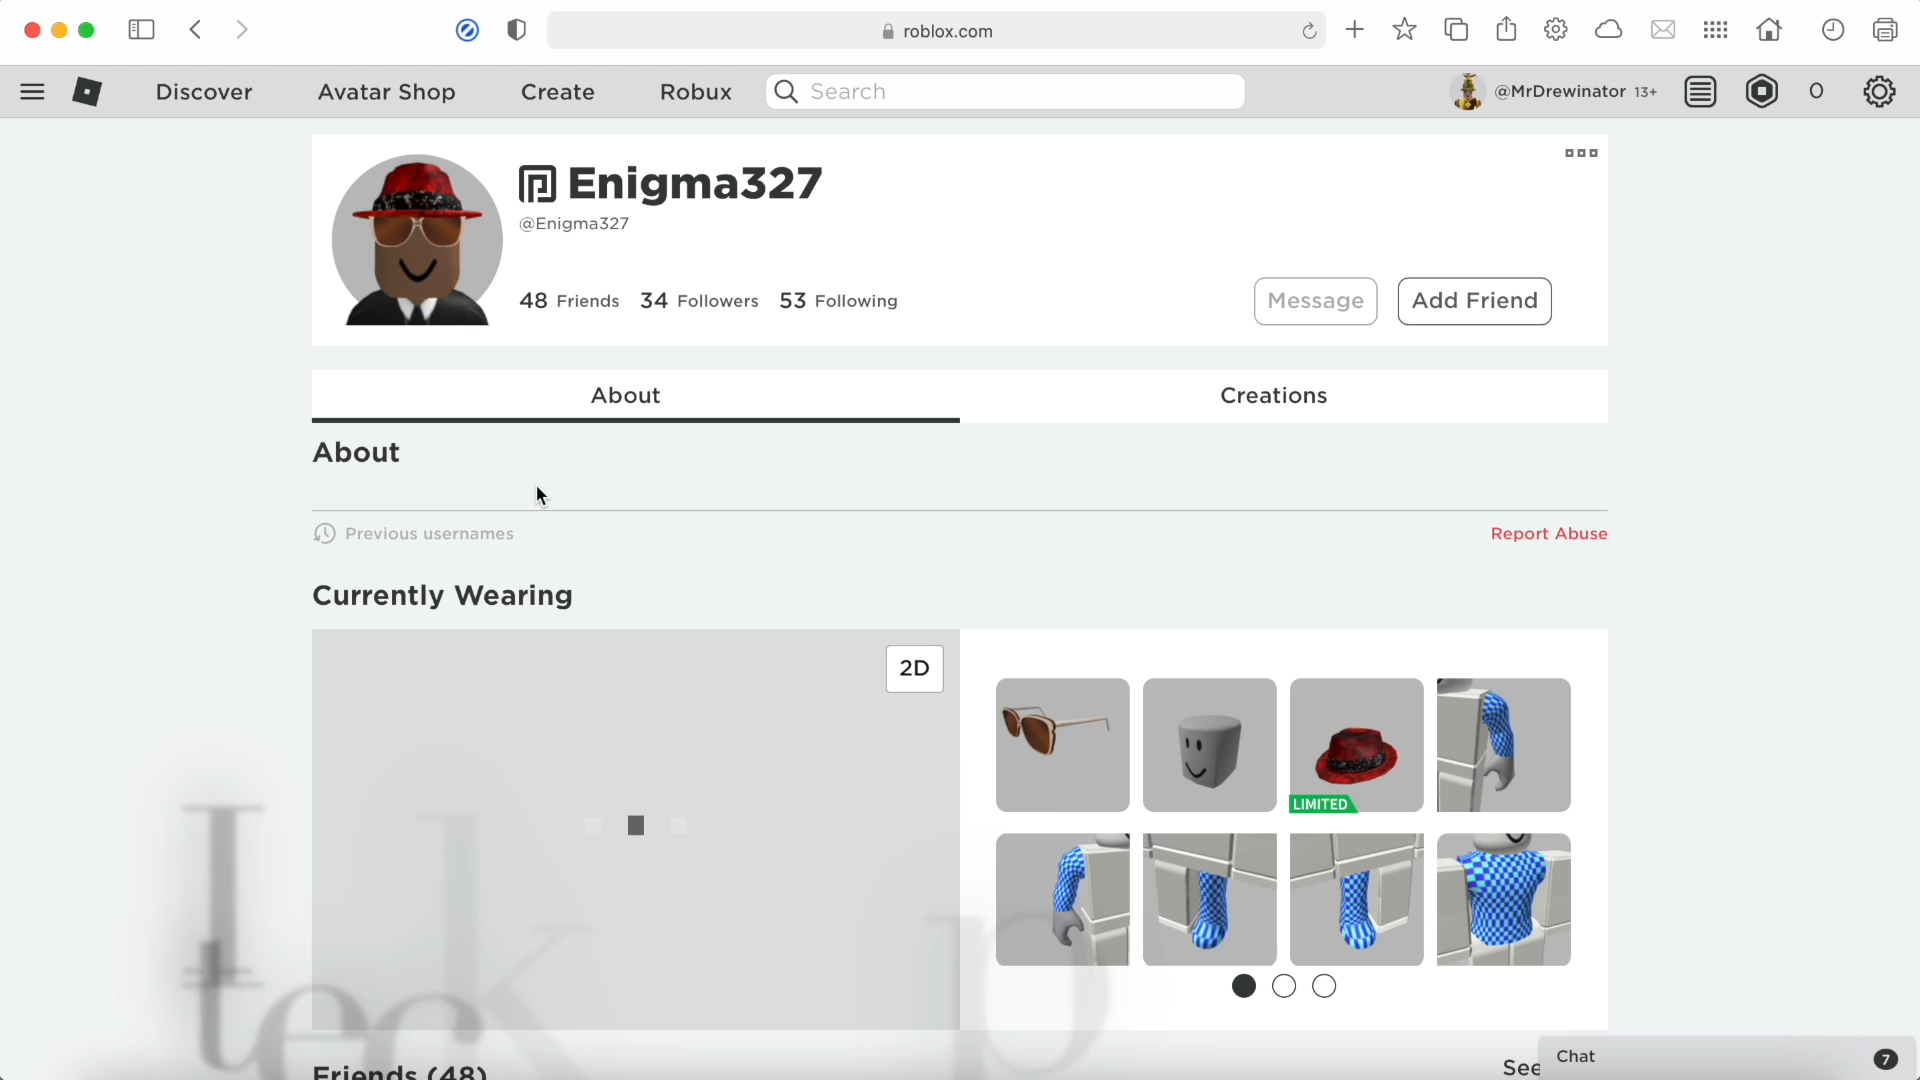 roblox.com
Discover
Avatar Shop
Create
Robux
Search
@MrDrewinator 13+
0
Enigma327
@Enigma327
48 Friends 34 Followers 53 Following
Message
Add Friend
About
Creations
About
Previous usernames
Report Abuse
Currently Wearing
2D
LIMITED
Friends (48)
See
Chat
7